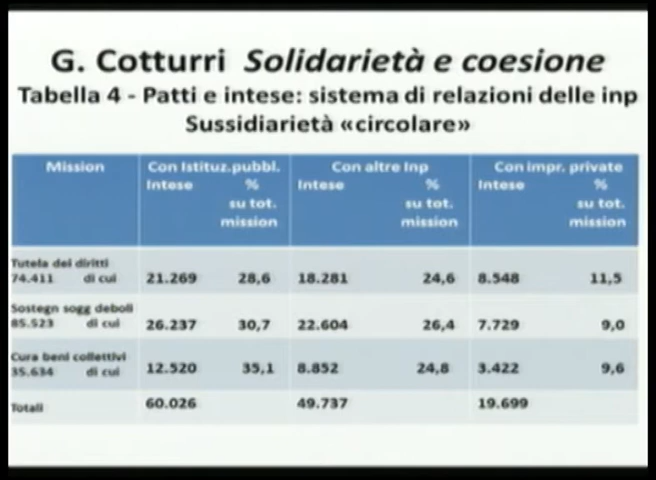 G. Cotturri Solidarietà e coesione
Tabella 4 - Patti e intese: sistema di relazioni delle inp
Sussidiarietà «circolare»
Mission Con Istituz.pubbl. Con altre Inp Con impr. private
Intese % Intese % Intese %
su tot. su tot. su tot.
mission mission mission
Tutela dei diritti
74.411 di cui 21.269 28,6 18.281 24,6 8.548 11,5
Sostegn sogg deboli
85.523 di cui 26.237 30,7 22.604 26,4 7.729 9,0
Cura beni collettivi
35.634 di cui 12.520 35,1 8.852 24,8 3.422 9,6
Totali 60.026 49.737 19.699